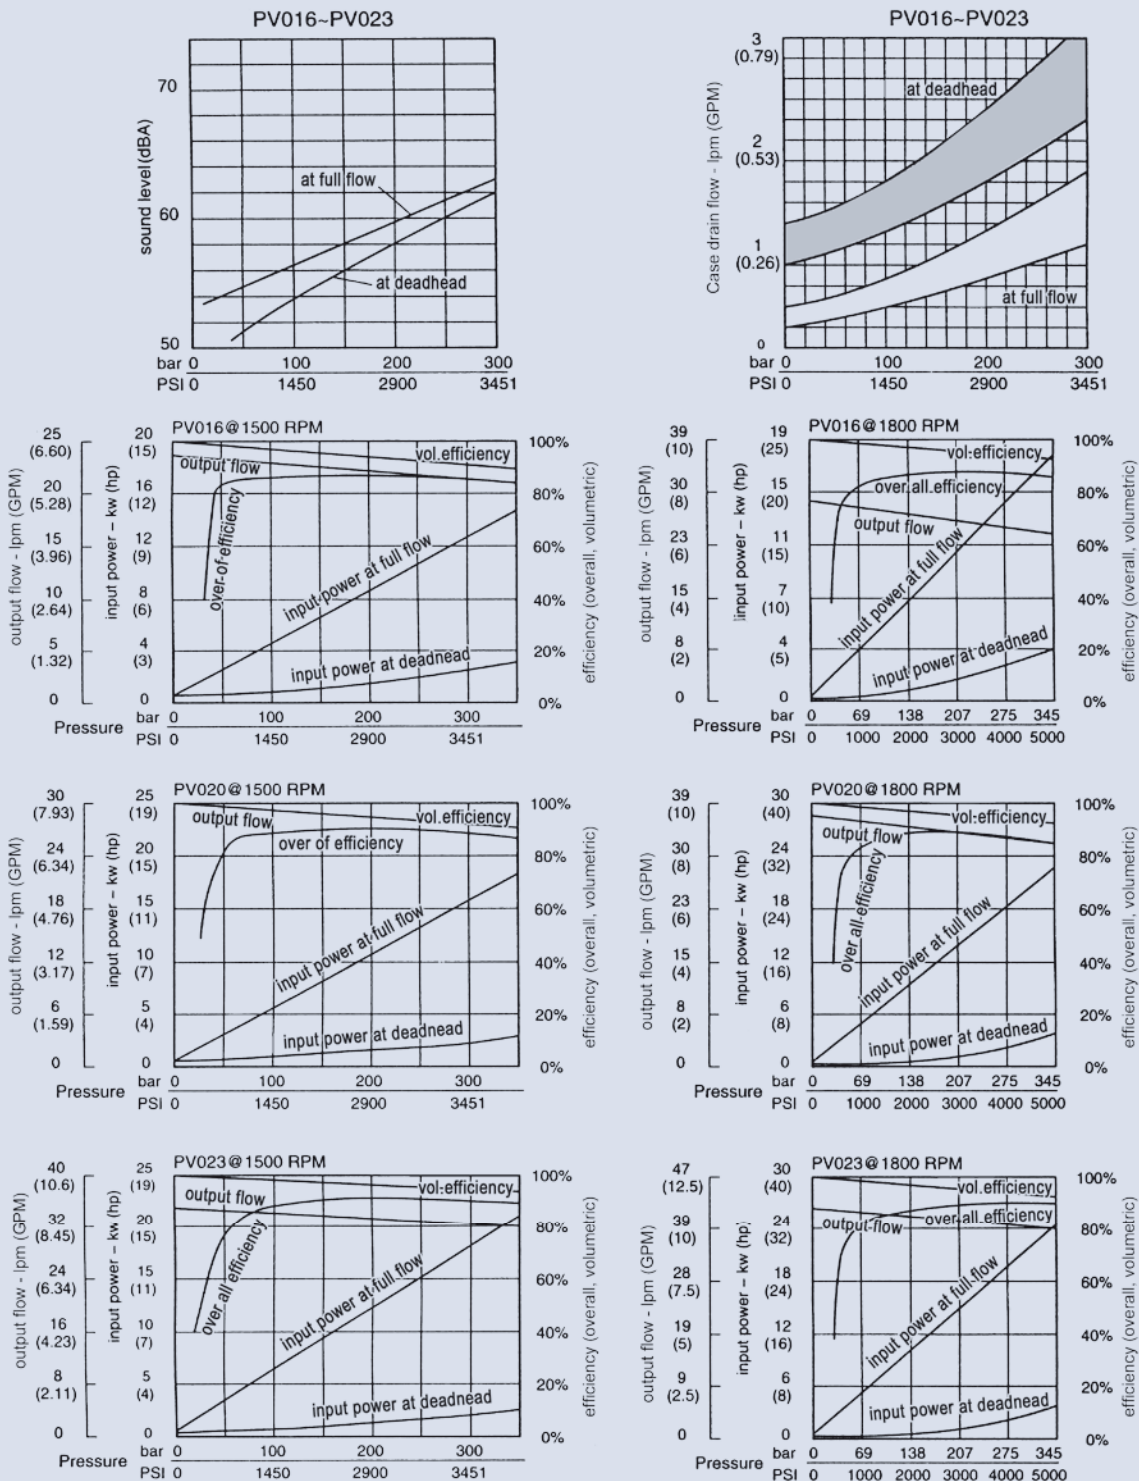 PV016~PV023
70
60
50
sound level(dBA)
at full flow
at deadhead
bar 0 100 200 300
PSI 0 1450 2900 3451
PV016~PV023
3
(0.79)
2
(0.53)
1
(0.26)
0
Case drain flow - lpm (GPM)
at deadhead
at full flow
bar 0 100 200 300
PSI 0 1450 2900 3451
PV016@1500 RPM
output flow - lpm (GPM)
25
(6.60)
20
(5.28)
15
(3.96)
10
(2.64)
5
(1.32)
0
input power – kw (hp)
20
(15)
16
(12)
12
(9)
8
(6)
4
(3)
0
vol.efficiency
output flow
over of efficiency
input power at full flow
input power at deadnead
100%
80%
60%
40%
20%
0%
efficiency (overall, volumetric)
Pressure
bar 0 100 200 300
PSI 0 1450 2900 3451
PV016@1800 RPM
output flow - lpm (GPM)
39
(10)
30
(8)
23
(6)
15
(4)
8
(2)
0
linput power – kw (hp)
19
(25)
15
(20)
11
(15)
7
(10)
4
(5)
0
vol.efficiency
over all.efficiency
output flow
input power at full flow
input power at deadnead
100%
80%
60%
40%
20%
0%
efficiency (overall, volumetric)
Pressure
bar 0 69 138 207 275 345
PSI 0 1000 2000 3000 4000 5000
PV020@1500 RPM
output flow - lpm (GPM)
30
(7.93)
24
(6.34)
18
(4.76)
12
(3.17)
6
(1.59)
0
input power – kw (hp)
25
(19)
20
(15)
15
(11)
10
(7)
5
(4)
0
output flow
vol.efficiency
over of efficiency
input power at full flow
input power at deadnead
100%
80%
60%
40%
20%
0%
efficiency (overall, volumetric)
Pressure
bar 0 100 200 300
PSI 0 1450 2900 3451
PV020@1800 RPM
output flow - lpm (GPM)
39
(10)
30
(8)
23
(6)
15
(4)
8
(2)
0
input power – kw (hp)
30
(40)
24
(32)
18
(24)
12
(16)
6
(8)
0
vol.efficiency
output flow
over all efficiency
input power at full flow
input power at deadnead
100%
80%
60%
40%
20%
0%
efficiency (overall, volumetric)
Pressure
bar 0 69 138 207 275 345
PSI 0 1000 2000 3000 4000 5000
PV023@1500 RPM
output flow - lpm (GPM)
40
(10.6)
32
(8.45)
24
(6.34)
16
(4.23)
8
(2.11)
0
input power – kw (hp)
25
(19)
20
(15)
15
(11)
10
(7)
5
(4)
0
output flow
vol.efficiency
over all efficiency
input power at full flow
input power at deadnead
100%
80%
60%
40%
20%
0%
efficiency (overall, volumetric)
Pressure
bar 0 100 200 300
PSI 0 1450 2900 3451
PV023@1800 RPM
output flow - lpm (GPM)
47
(12.5)
39
(10)
28
(7.5)
19
(5)
9
(2.5)
0
input power – kw (hp)
30
(40)
24
(32)
18
(24)
12
(16)
6
(8)
0
vol.efficiency
over all efficiency
output flow
input power at full flow
input power at deadnead
100%
80%
60%
40%
20%
0%
efficiency (overall, volumetric)
Pressure
bar 0 69 138 207 275 345
PSI 0 1000 2000 3000 4000 5000